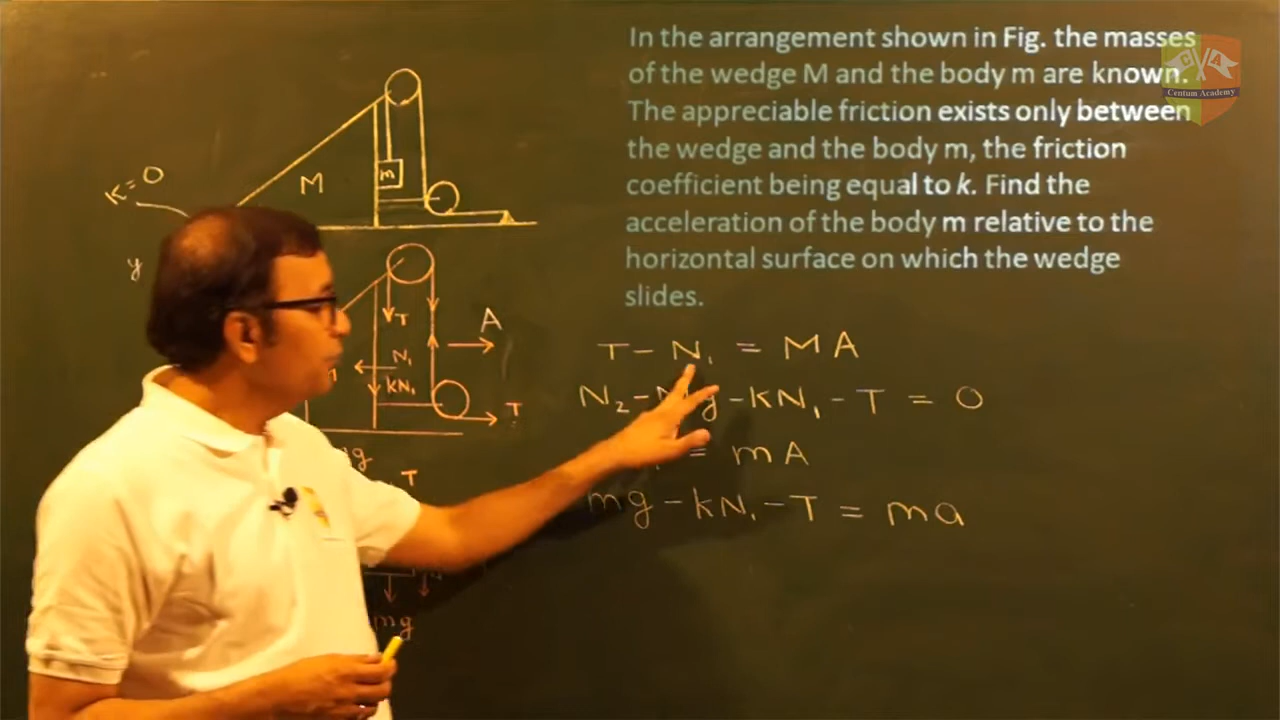 In the arrangement shown in Fig. the masses
of the wedge M and the body m are known.
The appreciable friction exists only between
the wedge and the body m, the friction
coefficient being equal to k. Find the
acceleration of the body m relative to the
horizontal surface on which the wedge
slides.
CA
Centum Academy
K = 0
M
m
y
T
A
N₁
kN₁
T
g
T
mg
T - N₁ = MA
N₂ - Mg - kN₁ - T = 0
= mA
mg - kN₁ - T = ma